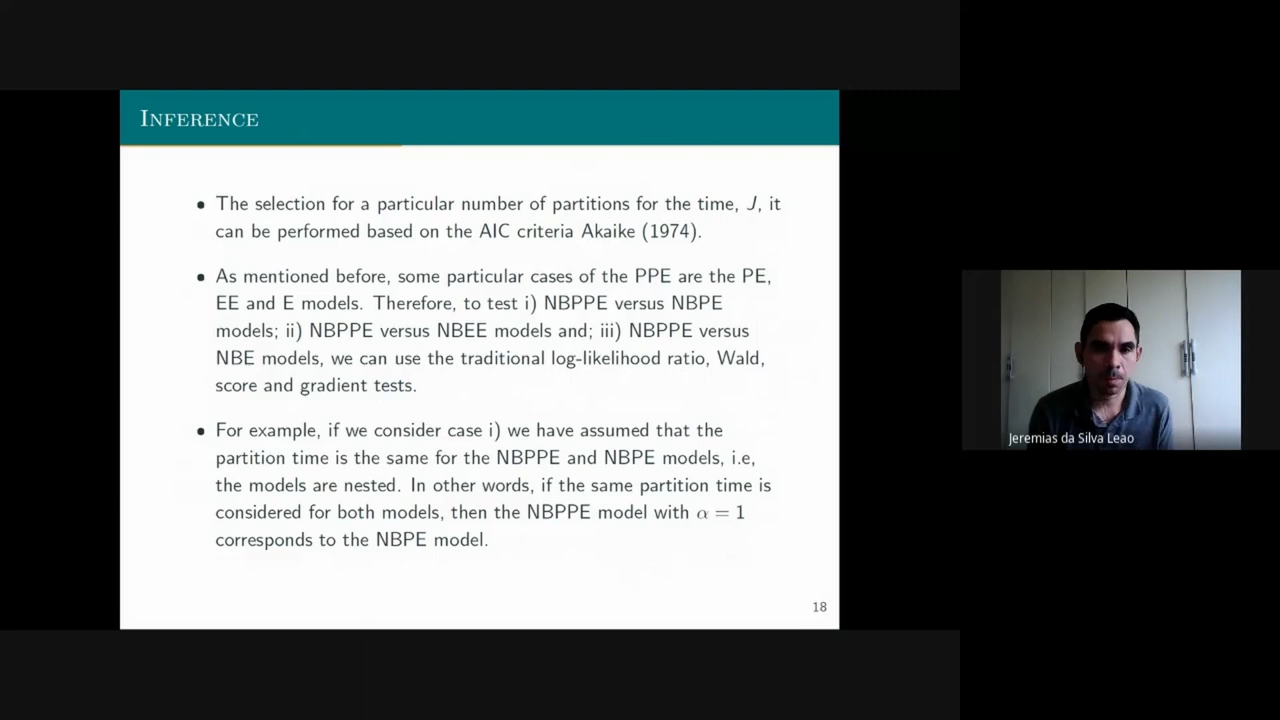 Inference
• The selection for a particular number of partitions for the time, J, it
can be performed based on the AIC criteria Akaike (1974).
• As mentioned before, some particular cases of the PPE are the PE,
EE and E models. Therefore, to test i) NBPPE versus NBPE
models; ii) NBPPE versus NBEE models and; iii) NBPPE versus
NBE models, we can use the traditional log-likelihood ratio, Wald,
score and gradient tests.
• For example, if we consider case i) we have assumed that the
partition time is the same for the NBPPE and NBPE models, i.e,
the models are nested. In other words, if the same partition time is
considered for both models, then the NBPPE model with α = 1
corresponds to the NBPE model.
18
Jeremias da Silva Leao